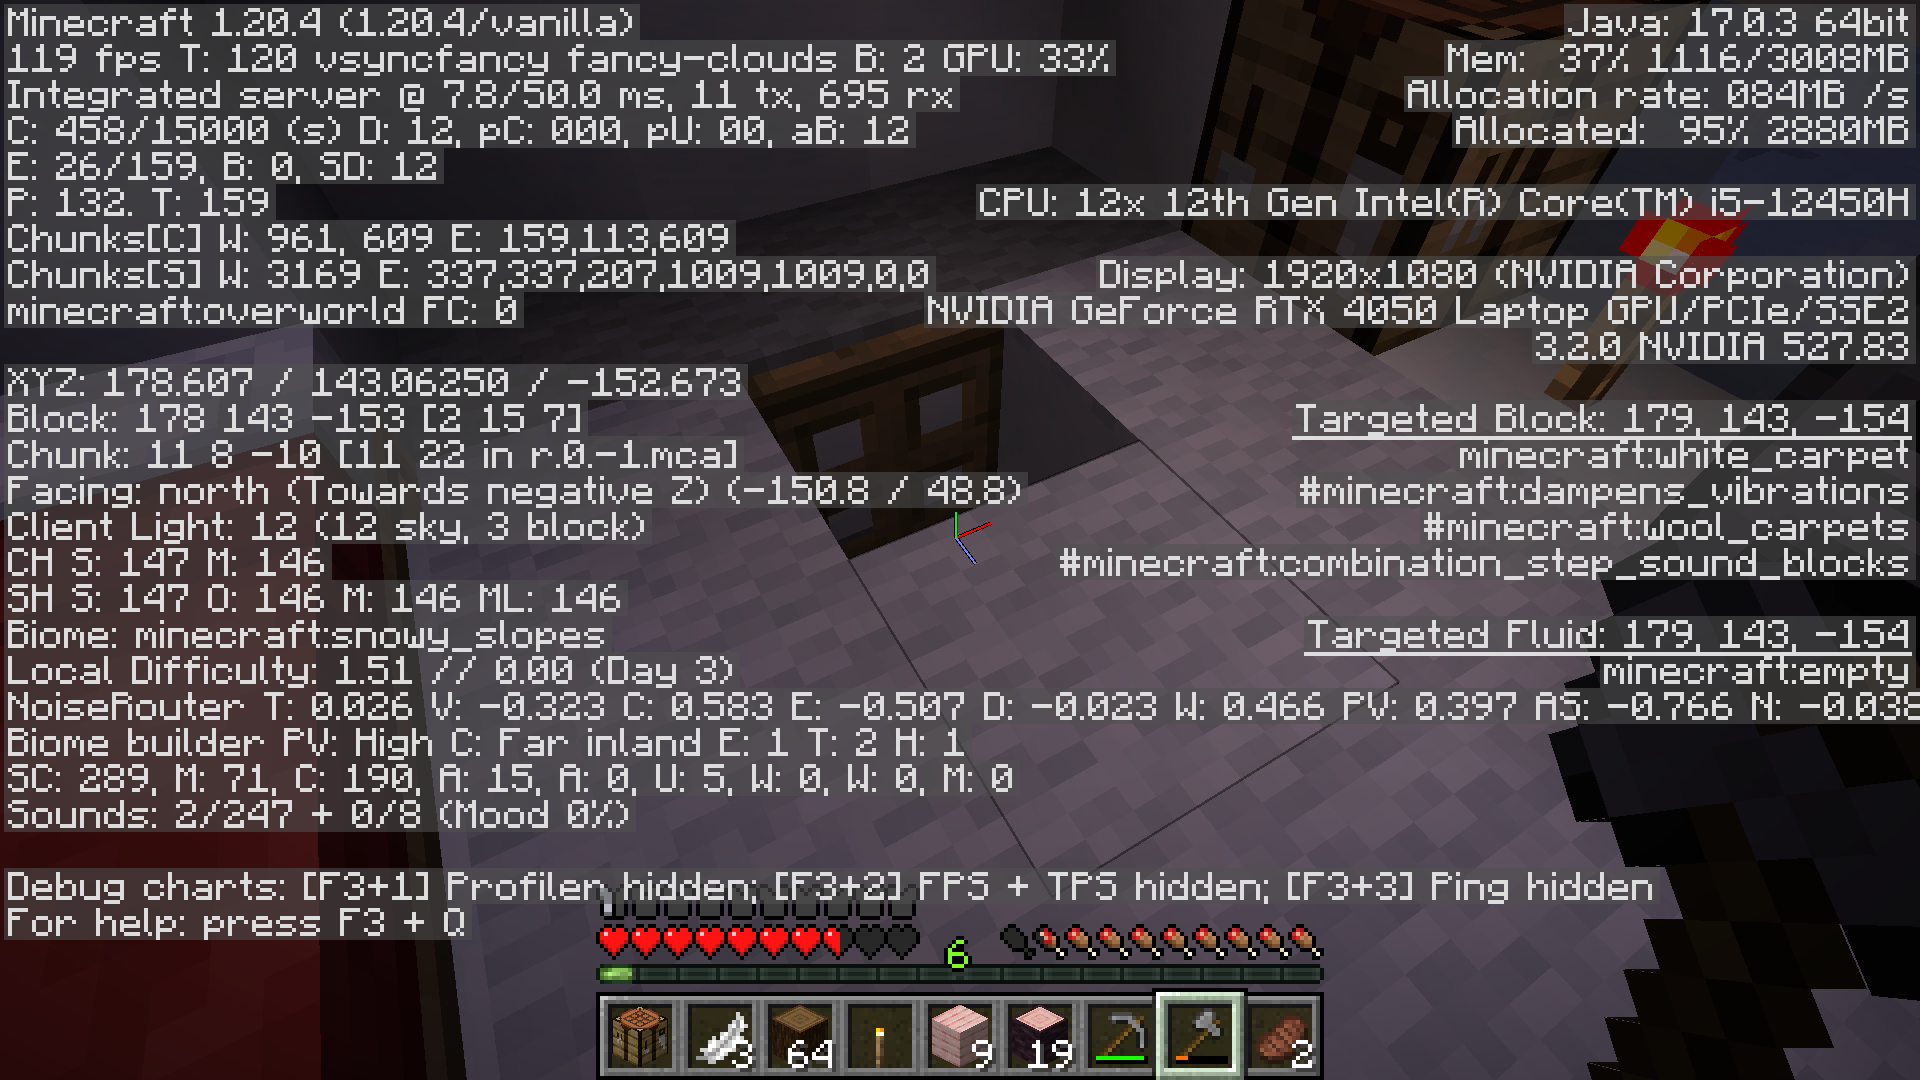 Minecraft 1.20.4 (1.20.4/vanilla)
119 fps T: 120 vsyncfancy fancy-clouds B: 2 GPU: 33%
Integrated server @ 7.8/50.0 ms, 11 tx, 695 rx
C: 458/15000 (s) D: 12, pC: 000, pU: 00, aB: 12
E: 26/159, B: 0, SD: 12
P: 132. T: 159
Chunks[C] W: 961, 609 E: 159,113,609
Chunks[S] W: 3169 E: 337,337,207,1009,1009,0,0
minecraft:overworld FC: 0
XYZ: 178.607 / 143.06250 / -152.673
Block: 178 143 -153 [2 15 7]
Chunk: 11 8 -10 [11 22 in r.0.-1.mca]
Facing: north (Towards negative Z) (-150.8 / 48.8)
Client Light: 12 (12 sky, 3 block)
CH S: 147 M: 146
SH S: 147 O: 146 M: 146 ML: 146
Biome: minecraft:snowy_slopes
Local Difficulty: 1.51 // 0.00 (Day 3)
NoiseRouter T: 0.026 V: -0.323 C: 0.583 E: -0.507 D: -0.023 W: 0.466 PV: 0.397 AS: -0.766 N: -0.038
Biome builder PV: High C: Far inland E: 1 T: 2 H: 1
SC: 289, M: 71, C: 190, A: 15, A: 0, U: 5, W: 0, W: 0, M: 0
Sounds: 2/247 + 0/8 (Mood 0%)
Debug charts: [F3+1] Profiler hidden; [F3+2] FPS + TPS hidden; [F3+3] Ping hidden
For help: press F3 + Q
Java: 17.0.3 64bit
Mem: 37% 1116/3008MB
Allocation rate: 084MB /s
Allocated: 95% 2880MB
CPU: 12x 12th Gen Intel(R) Core(TM) i5-12450H
Display: 1920x1080 (NVIDIA Corporation)
NVIDIA GeForce RTX 4050 Laptop GPU/PCIe/SSE2
3.2.0 NVIDIA 527.83
Targeted Block: 179, 143, -154
minecraft:white_carpet
#minecraft:dampens_vibrations
#minecraft:wool_carpets
#minecraft:combination_step_sound_blocks
Targeted Fluid: 179, 143, -154
minecraft:empty
6
3 64 9 19 2